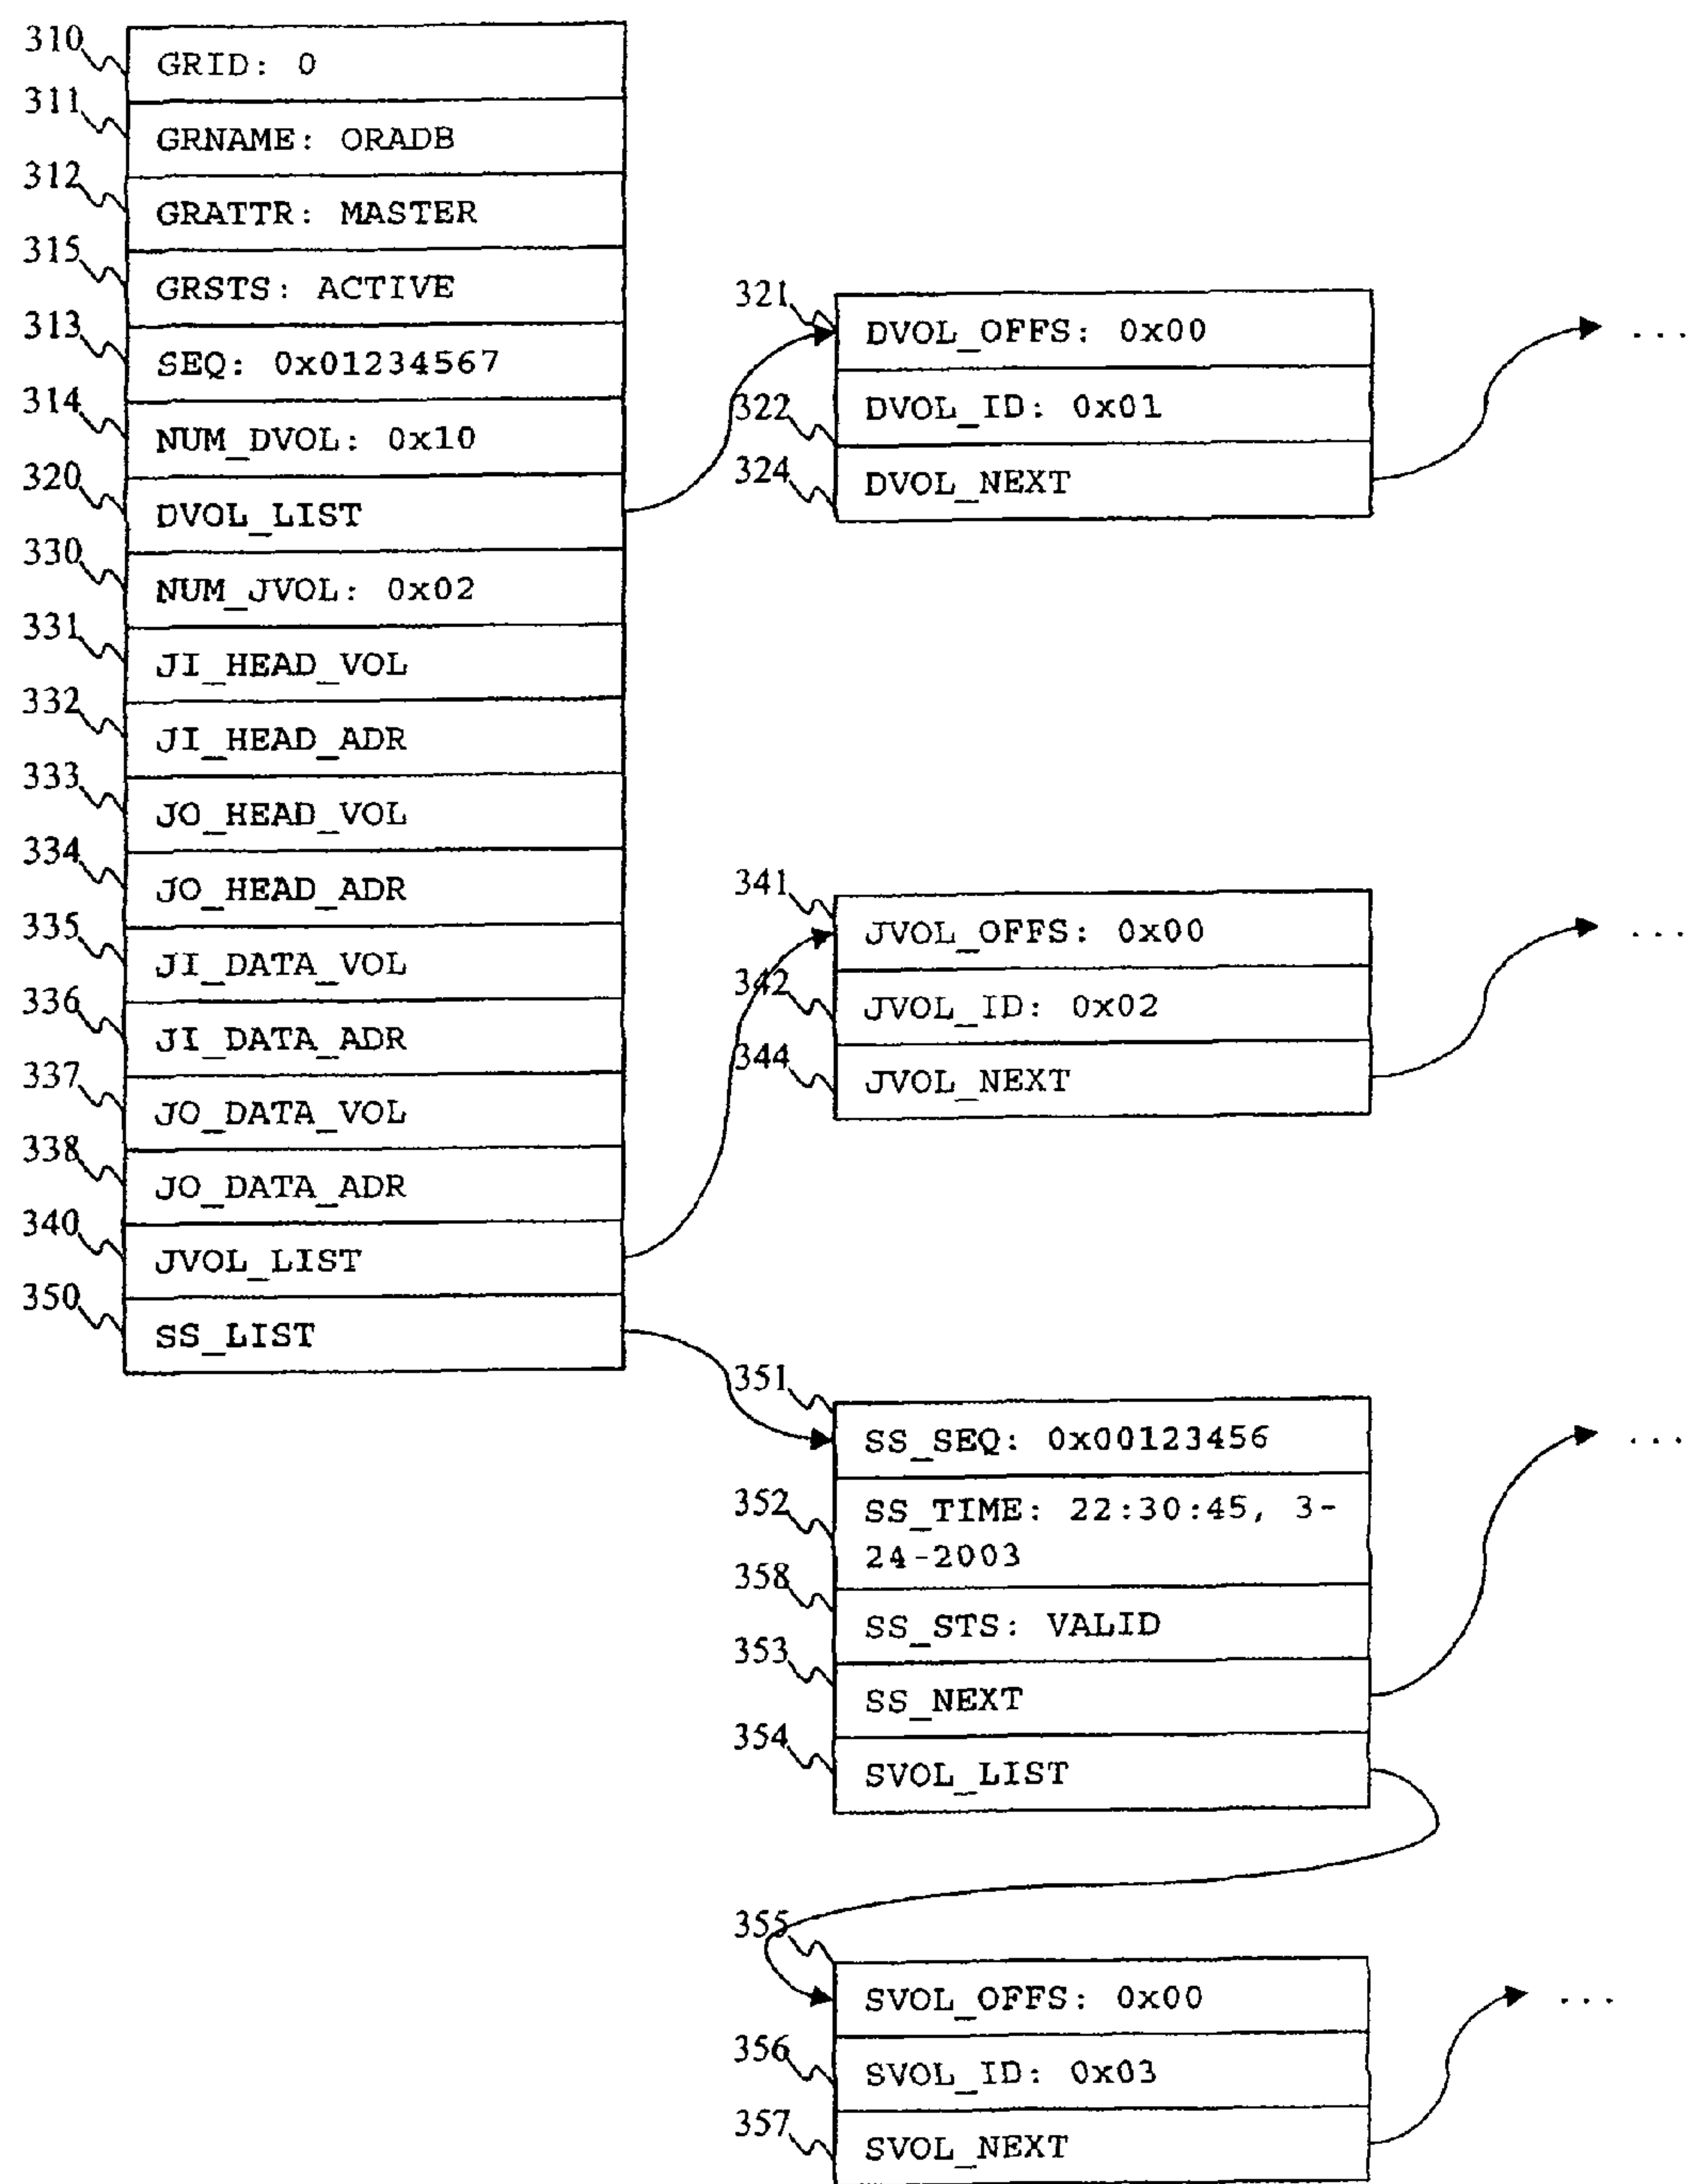 310
GRID: 0
311
GRNAME: ORADB
312
GRATTR: MASTER
315
GRSTS: ACTIVE
313
SEQ: 0x01234567
314
NUM_DVOL: 0x10
320
DVOL_LIST
330
NUM_JVOL: 0x02
331
JI_HEAD_VOL
332
JI_HEAD_ADR
333
JO_HEAD_VOL
334
JO_HEAD_ADR
335
JI_DATA_VOL
336
JI_DATA_ADR
337
JO_DATA_VOL
338
JO_DATA_ADR
340
JVOL_LIST
350
SS_LIST
321
DVOL_OFFS: 0x00
322
DVOL_ID: 0x01
324
DVOL_NEXT
...
341
JVOL_OFFS: 0x00
342
JVOL_ID: 0x02
344
JVOL_NEXT
...
351
SS_SEQ: 0x00123456
352
SS_TIME: 22:30:45, 3-
24-2003
358
SS_STS: VALID
353
SS_NEXT
354
SVOL_LIST
...
355
SVOL_OFFS: 0x00
356
SVOL_ID: 0x03
357
SVOL_NEXT
...